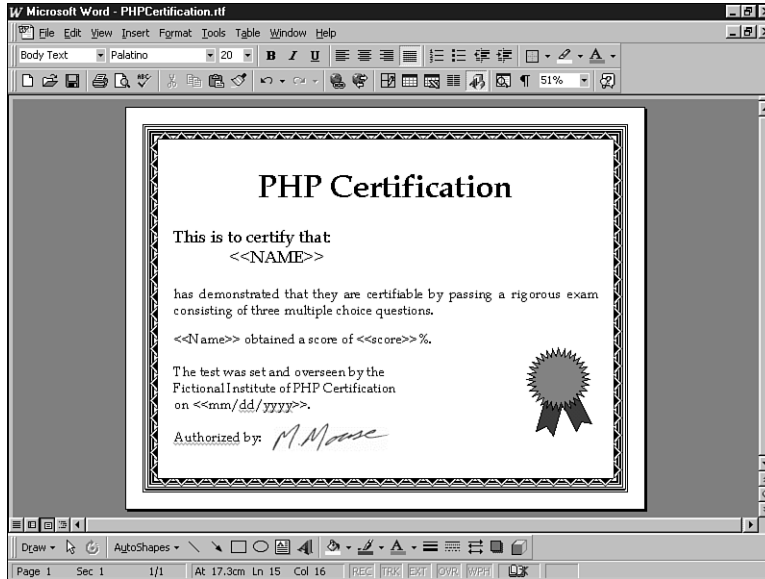 Microsoft Word - PHPCertification.rtf
File Edit View Insert Format Tools Table Window Help
Body Text Palatino 20 B I U A
51%
PHP Certification
This is to certify that:
<<NAME>>
has demonstrated that they are certifiable by passing a rigorous exam
consisting of three multiple choice questions.
<<Name>> obtained a score of <<score>>%.
The test was set and overseen by the
Fictional Institute of PHP Certification
on <<mm/dd/yyyy>>.
Authorized by: M. Mouse
Draw AutoShapes A
Page 1 Sec 1 1/1 At 17.3cm Ln 15 Col 16 REC TRK EXT OVR WPH